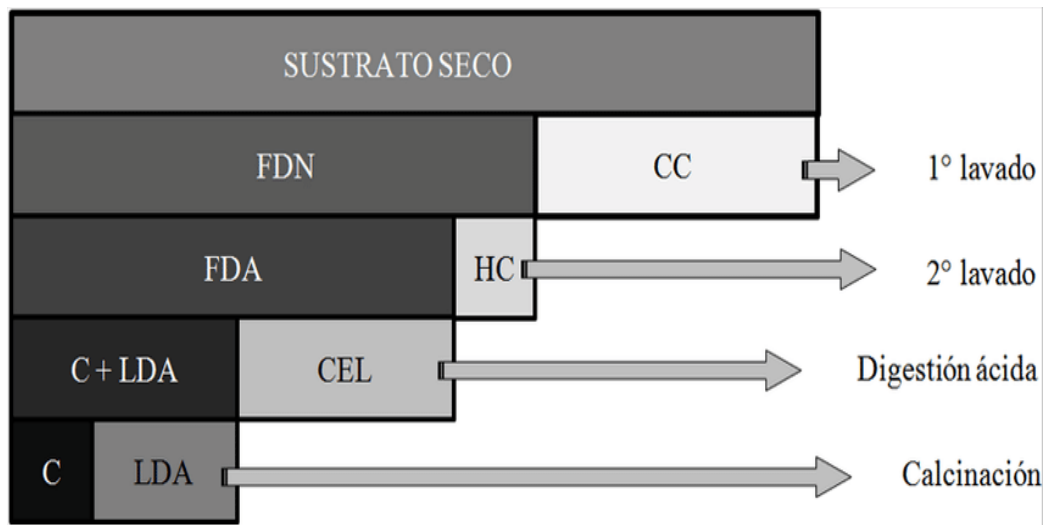 SUSTRATO SECO
FDN CC 1° lavado
FDA HC 2° lavado
C + LDA CEL Digestión ácida
C LDA Calcinación